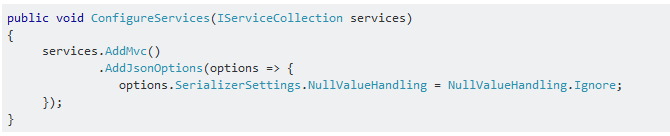 public void ConfigureServices(IServiceCollection services)
{
    services.AddMvc()
            .AddJsonOptions(options => {
               options.SerializerSettings.NullValueHandling = NullValueHandling.Ignore;
    });
}